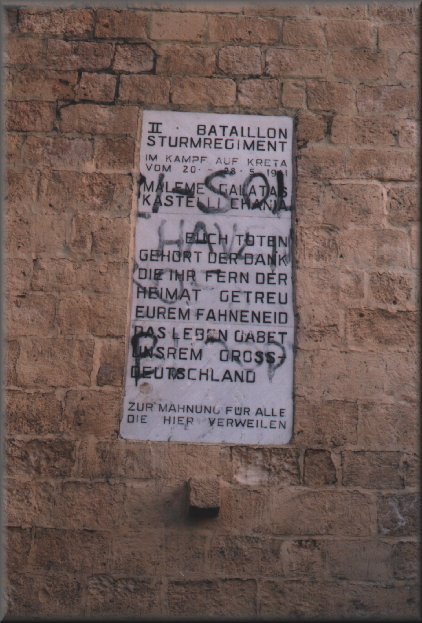 II BATAILLON
STURMREGIMENT
IM KAMPF AUF KRETA
VOM 20.-28.5.1941
MALEME GALATAS
KASTELLI CHANIA
EUCH TOTEN
GEHÖRT DER DANK
DIE IHR FERN DER
HEIMAT GETREU
EUREM FAHNENEID
DAS LEBEN GABET
UNSREM GROSS-
DEUTSCHLAND
ZUR MAHNUNG FÜR ALLE
DIE HIER VERWEILEN